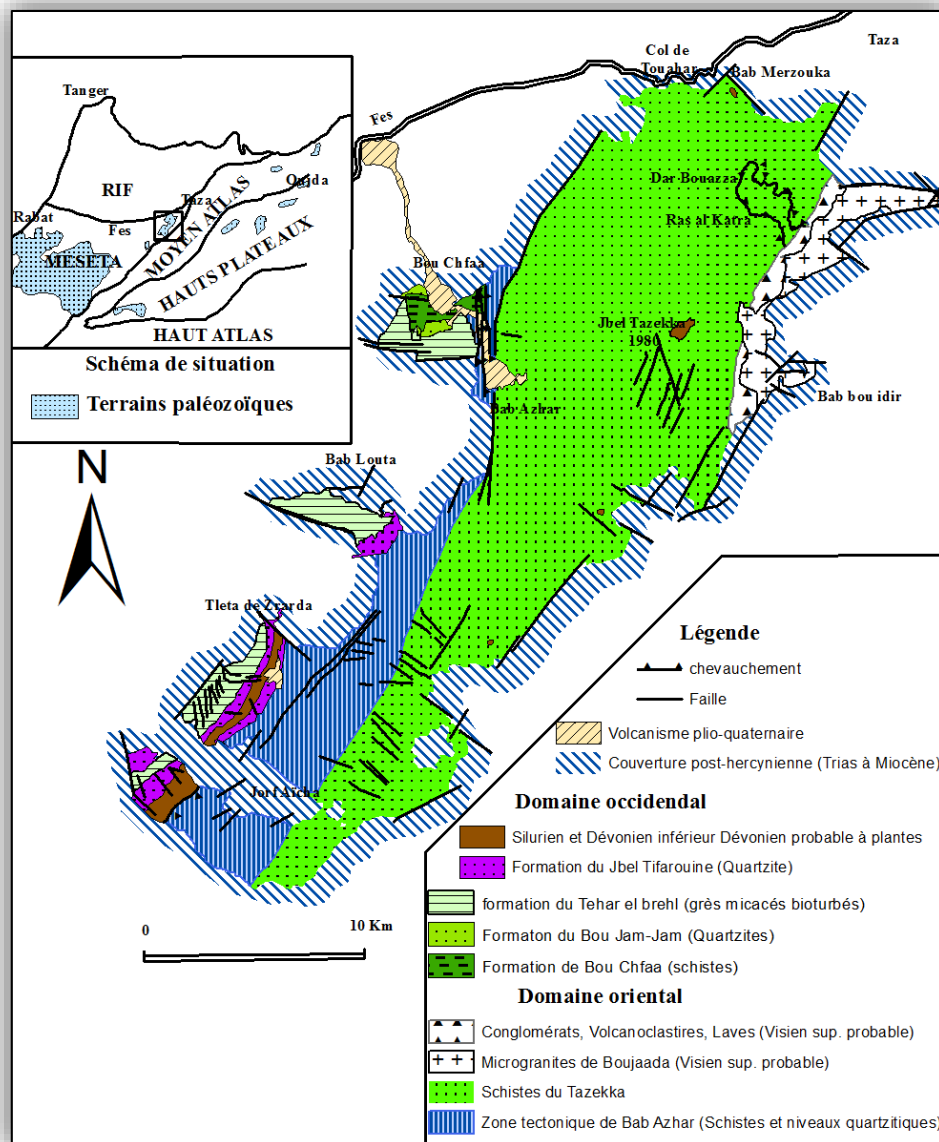 Tanger
RIF
Rabat
Fes
Taza
Oujda
MESETA
MOYEN ATLAS
HAUTS PLATEAUX
HAUT ATLAS
Schéma de situation
Terrains paléozoïques
N
Fes
Col de
Touahar
Taza
Bab Merzouka
Dar Bouazza
Ras al Katra
Bou Chfaa
Jbel Tazekka
1980
Bab bou idir
Bab Azhar
Bab Louta
Tleta de Zrarda
Jorf Aïcha
0
10 Km
Légende
chevauchement
Faille
Volcanisme plio-quaternaire
Couverture post-hercynienne (Trias à Miocène)
Domaine occidental
Silurien et Dévonien inférieur Dévonien probable à plantes
Formation du Jbel Tifarouine (Quartzite)
formation du Tehar el brehl (grès micacés bioturbés)
Formaton du Bou Jam-Jam (Quartzites)
Formation de Bou Chfaa (schistes)
Domaine oriental
Conglomérats, Volcanoclastires, Laves (Visien sup. probable)
Microgranites de Boujaada (Visien sup. probable)
Schistes du Tazekka
Zone tectonique de Bab Azhar (Schistes et niveaux quartzitiques)